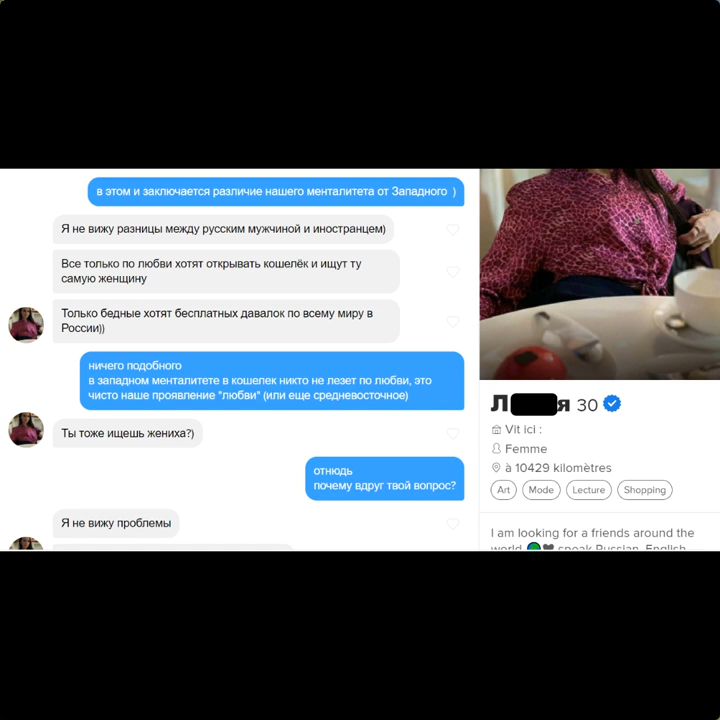 в этом и заключается различие нашего менталитета от Западного )
Я не вижу разницы между русским мужчиной и иностранцем)
Все только по любви хотят открывать кошелёк и ищут ту
самую женщину
Только бедные хотят бесплатных давалок по всему миру в
России))
ничего подобного
в западном менталитете в кошелек никто не лезет по любви, это
чисто наше проявление "любви" (или еще средневосточное)
Ты тоже ищешь жениха?)
отнюдь
почему вдруг твой вопрос?
Я не вижу проблемы
Л я 30
Vit ici :
Femme
à 10429 kilomètres
Art Mode Lecture Shopping
I am looking for a friends around the
world speak Russian, English